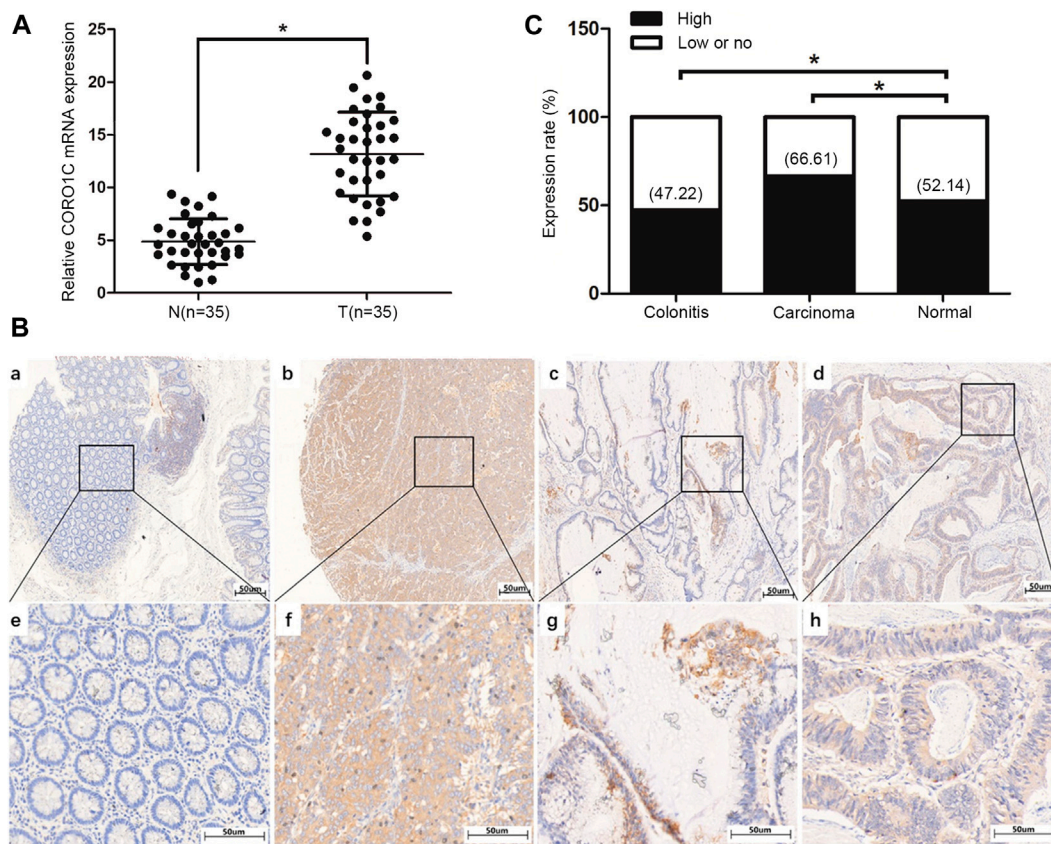 A
Relative CORO1C mRNA expression
25
20
15
10
5
0
*
N(n=35)
T(n=35)
C
High
Low or no
Expression rate (%)
150
100
50
0
*
*
(47.22)
(66.61)
(52.14)
Colonitis
Carcinoma
Normal
B
a
50um
b
50um
c
50um
d
50um
e
50um
f
50um
g
50um
h
50um